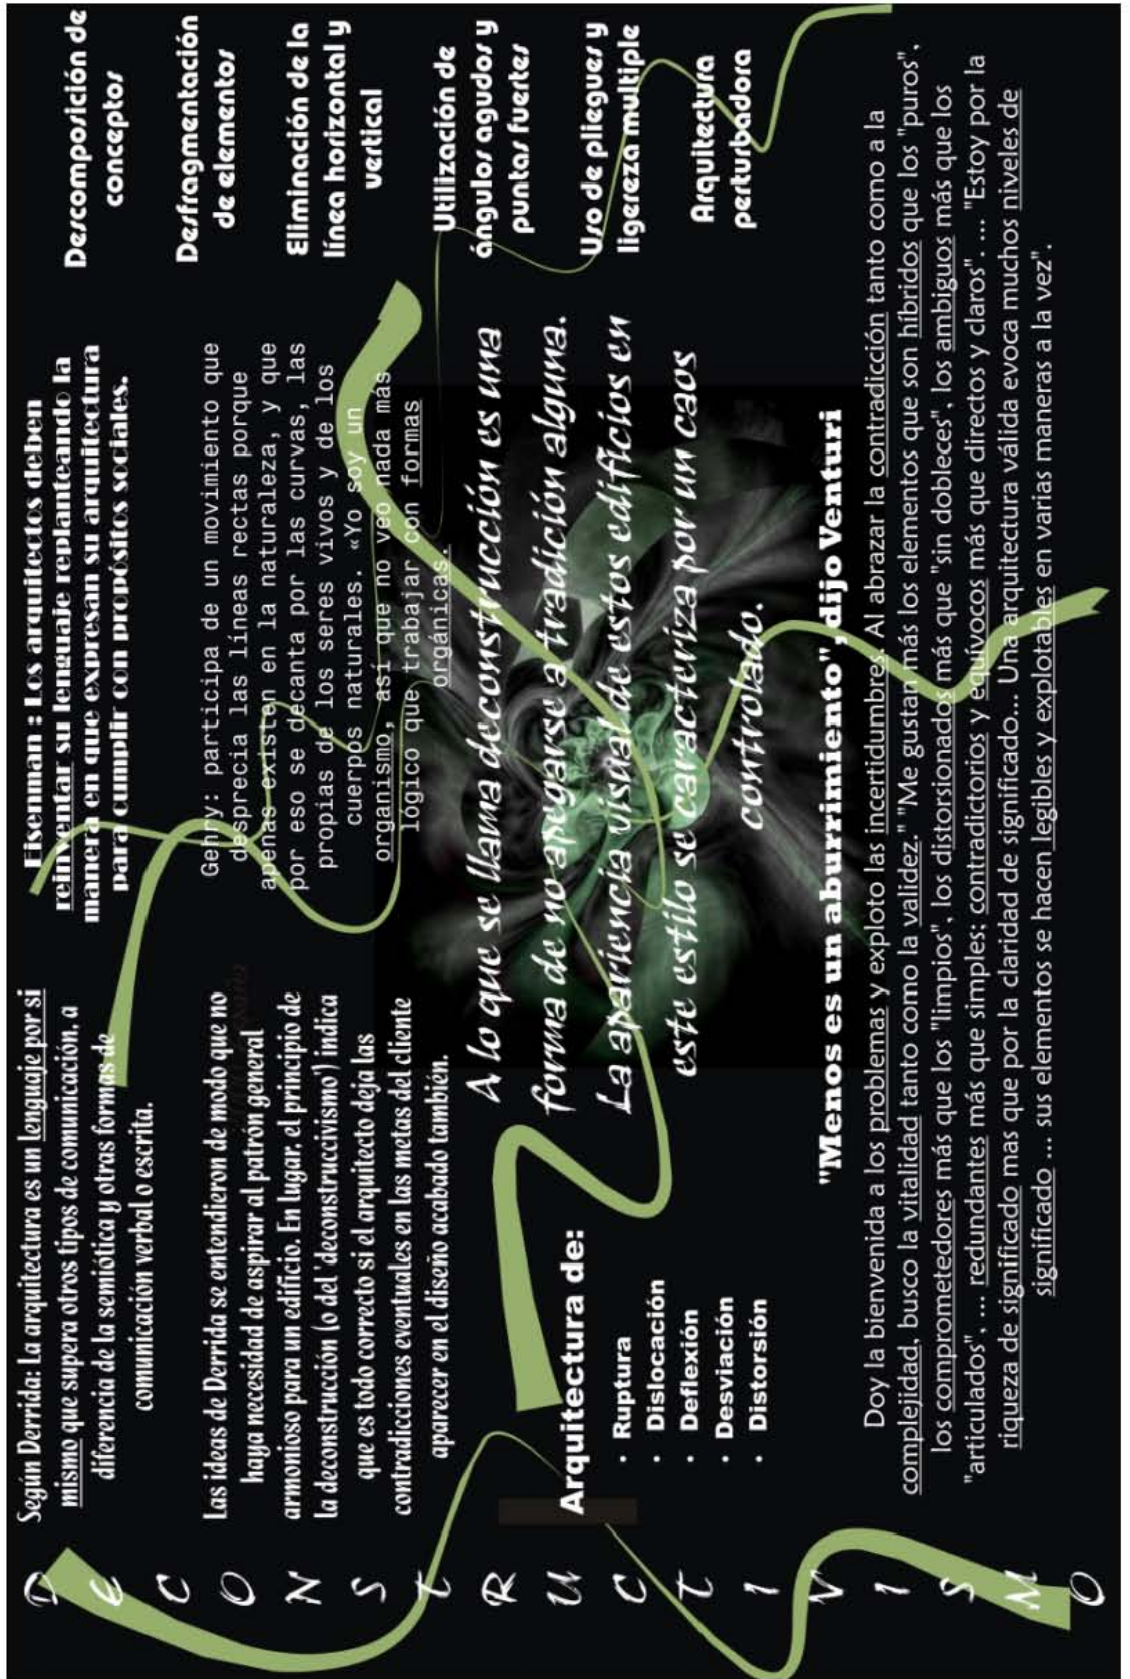 DECONSTRUCTIVISMO
Según Derrida: La arquitectura es un lenguaje por si
mismo que supera otros tipos de comunicación, a
diferencia de la semiótica y otras formas de
comunicación verbal o escrita.
Las ideas de Derrida se entendieron de modo que no
haya necesidad de aspirar al patrón general
armonioso para un edificio. En lugar, el principio de
la deconstrucción (o del 'deconstruccivismo') indica
que es todo correcto si el arquitecto deja las
contradicciones eventuales en las metas del cliente
aparecer en el diseño acabado también.
Eisenman : Los arquitectos deben
reinventar su lenguaje replanteando la
manera en que expresan su arquitectura
para cumplir con propósitos sociales.
Gehry: participa de un movimiento que
desprecia las líneas rectas porque
apenas existen en la naturaleza, y que
por eso se decanta por las curvas, las
propias de los seres vivos y de los
cuerpos naturales. «Yo soy un
organismo, así que no veo nada más
lógico que trabajar con formas
orgánicas.
Descomposición de
conceptos
Desfragmentación
de elementos
Eliminación de la
línea horizontal y
vertical
Utilización de
ángulos agudos y
puntas fuertes
Uso de pliegues y
ligereza multiple
Arquitectura
perturbadora
A lo que se llama deconstrucción es una
forma de no apegarse a tradición alguna.
La apariencia visual de estos edificios en
este estilo se caracteriza por un caos
controlado.
Arquitectura de:
• Ruptura
• Dislocación
• Deflexión
• Desviación
• Distorsión
"Menos es un aburrimiento", dijo Venturi
Doy la bienvenida a los problemas y exploto las incertidumbres. Al abrazar la contradicción tanto como a la
complejidad, busco la vitalidad tanto como la validez." "Me gustan más los elementos que son híbridos que los "puros",
los comprometedores más que los "limpios", los distorsionados más que "sin dobleces", los ambiguos más que los
"articulados", ... redundantes más que simples; contradictorios y equívocos más que directos y claros". ... "Estoy por la
riqueza de significado mas que por la claridad de significado... Una arquitectura válida evoca muchos niveles de
significado ... sus elementos se hacen legibles y explotables en varias maneras a la vez".